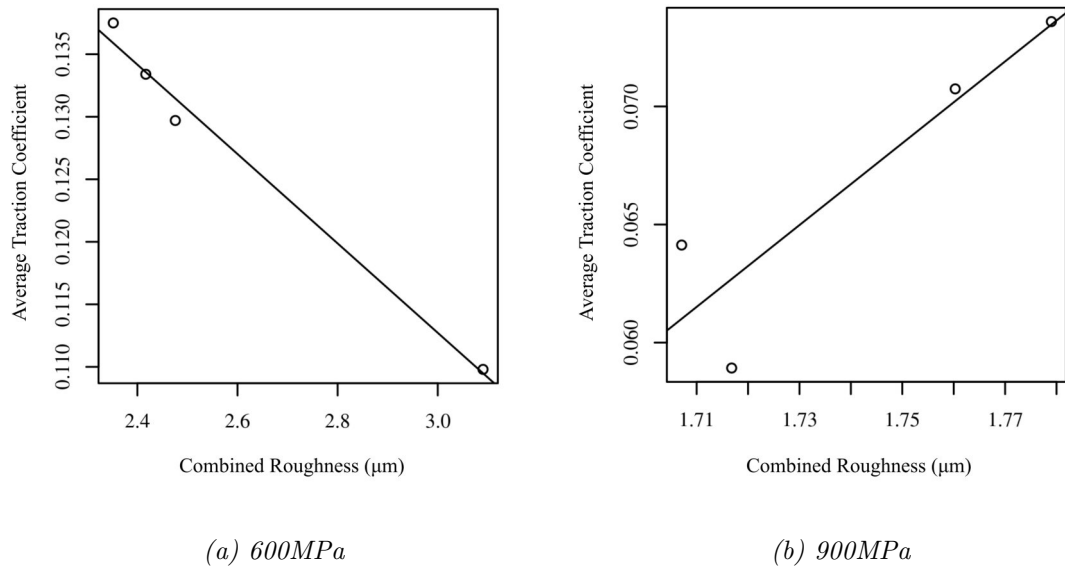 Average Traction Coefficient
0.135
0.130
0.125
0.120
0.115
0.110
2.4 2.6 2.8 3.0
Combined Roughness (μm)
(a) 600MPa
Average Traction Coefficient
0.070
0.065
0.060
1.71 1.73 1.75 1.77
Combined Roughness (μm)
(b) 900MPa